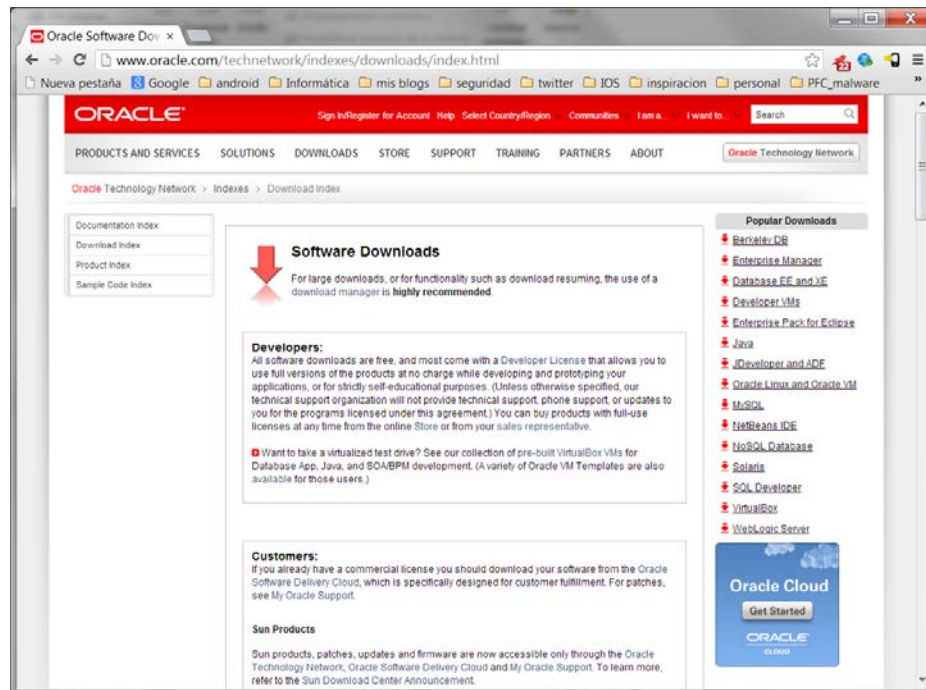 Oracle Software Dov ×
www.oracle.com/technetwork/indexes/downloads/index.html
22
Nueva pestaña Google android Informática mis blogs seguridad twitter IOS inspiracion personal PFC_malware »
ORACLE
Sign In/Register for Account Help Select Country/Region Communities I am a... I want to... Search
PRODUCTS AND SERVICES SOLUTIONS DOWNLOADS STORE SUPPORT TRAINING PARTNERS ABOUT Oracle Technology Network
Oracle Technology Network > Indexes > Download Index
Documentation Index
Download Index
Product Index
Sample Code Index
Software Downloads
For large downloads, or for functionality such as download resuming, the use of a
download manager is highly recommended.
Developers:
All software downloads are free, and most come with a Developer License that allows you to
use full versions of the products at no charge while developing and prototyping your
applications, or for strictly self-educational purposes. (Unless otherwise specified, our
technical support organization will not provide technical support, phone support, or updates to
you for the programs licensed under this agreement.) You can buy products with full-use
licenses at any time from the online Store or from your sales representative.
Want to take a virtualized test drive? See our collection of pre-built VirtualBox VMs for
Database App, Java, and SOA/BPM development. (A variety of Oracle VM Templates are also
available for those users.)
Customers:
If you already have a commercial license you should download your software from the Oracle
Software Delivery Cloud, which is specifically designed for customer fulfillment. For patches,
see My Oracle Support.
Sun Products
Sun products, patches, updates and firmware are now accessible only through the Oracle
Technology Network, Oracle Software Delivery Cloud and My Oracle Support. To learn more,
refer to the Sun Download Center Announcement.
Popular Downloads
Berkeley DB
Enterprise Manager
Database EE and XE
Developer VMs
Enterprise Pack for Eclipse
Java
JDeveloper and ADF
Oracle Linux and Oracle VM
MySQL
NetBeans IDE
NoSQL Database
Solaris
SQL Developer
VirtualBox
WebLogic Server
Oracle Cloud
Get Started
ORACLE
CLOUD